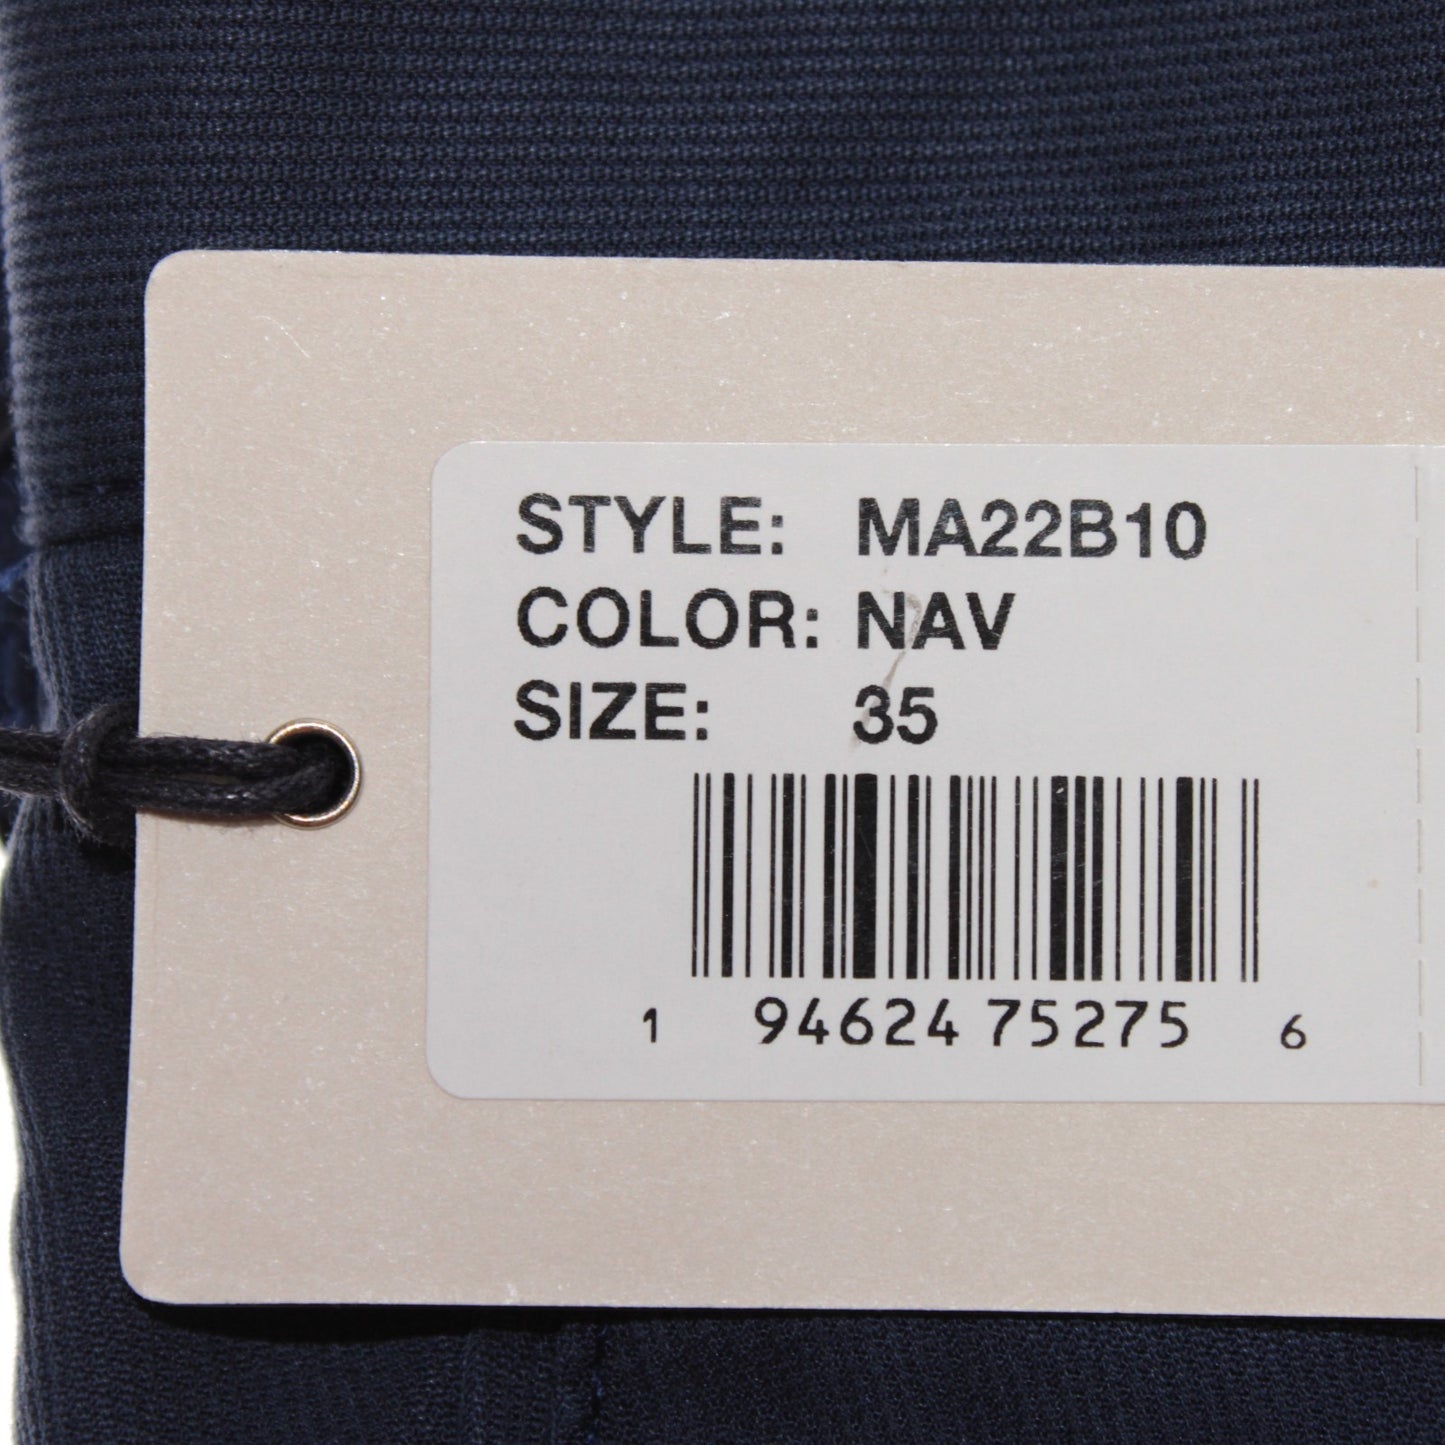 STYLE: MA22B10
COLOR: NAV
SIZE: 35
1 94624 75275 6